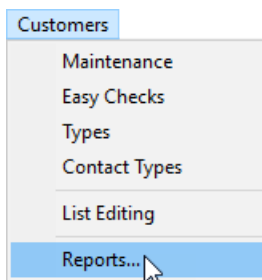 Customers
Maintenance
Easy Checks
Types
Contact Types
List Editing
Reports...